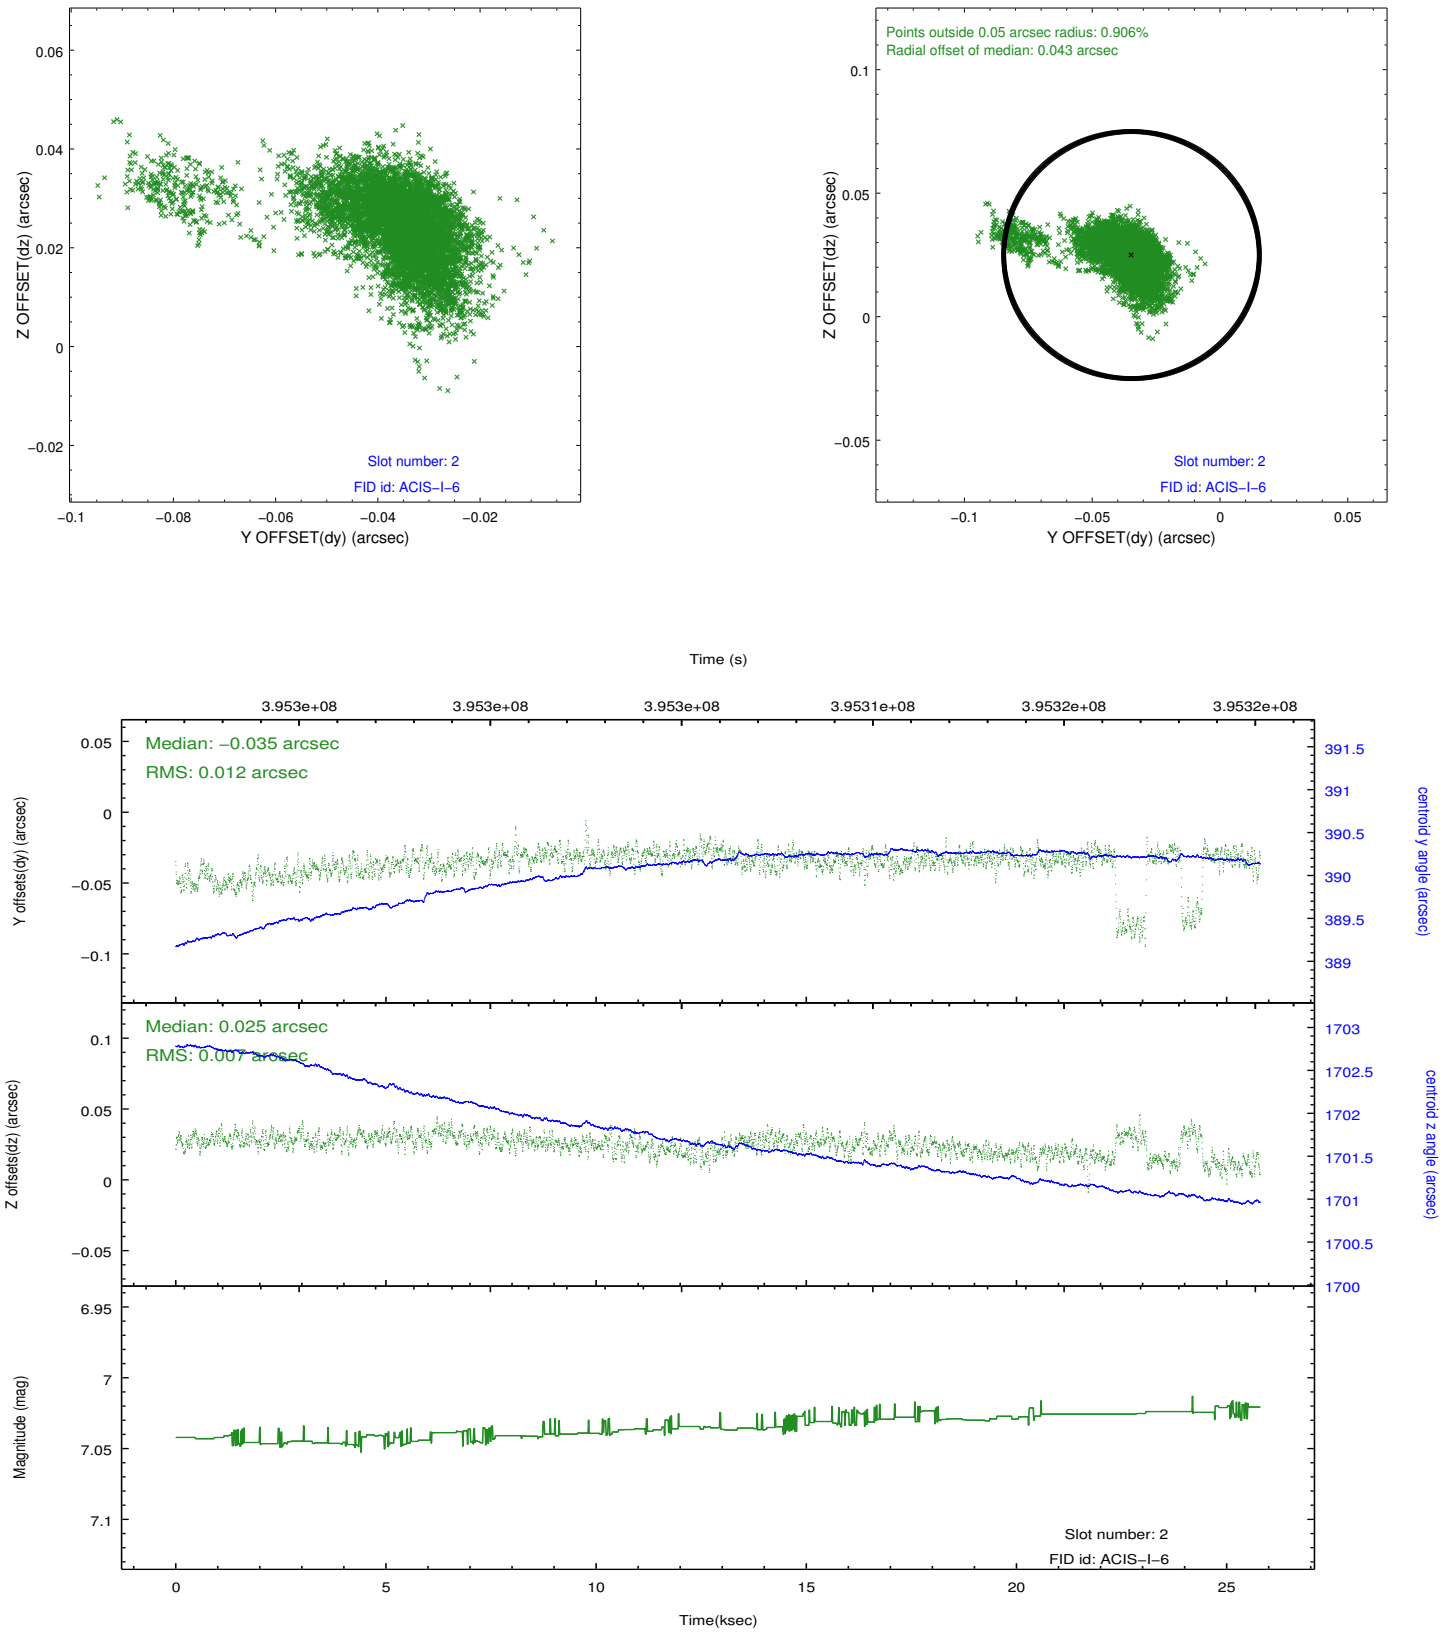 0.06
0.04
0.02
0
−0.02
Z OFFSET(dz) (arcsec)
Slot number: 2
FID id: ACIS−I−6
−0.1
−0.08
−0.06
−0.04
−0.02
Y OFFSET(dy) (arcsec)
Points outside 0.05 arcsec radius: 0.906%
Radial offset of median: 0.043 arcsec
0.1
0.05
0
−0.05
Z OFFSET(dz) (arcsec)
Slot number: 2
FID id: ACIS−I−6
−0.1
−0.05
0
0.05
Y OFFSET(dy) (arcsec)
Time (s)
3.953e+08
3.953e+08
3.953e+08
3.9531e+08
3.9532e+08
3.9532e+08
Median: −0.035 arcsec
RMS: 0.012 arcsec
0.05
0
−0.05
−0.1
Y offsets(dy) (arcsec)
391.5
391
390.5
390
389.5
389
centroid y angle (arcsec)
Median: 0.025 arcsec
RMS: 0.007 arcsec
0.1
0.05
0
−0.05
Z offsets(dz) (arcsec)
1703
1702.5
1702
1701.5
1701
1700.5
1700
centroid z angle (arcsec)
6.95
7
7.05
7.1
Magnitude (mag)
Slot number: 2
FID id: ACIS−I−6
0
5
10
15
20
25
Time(ksec)